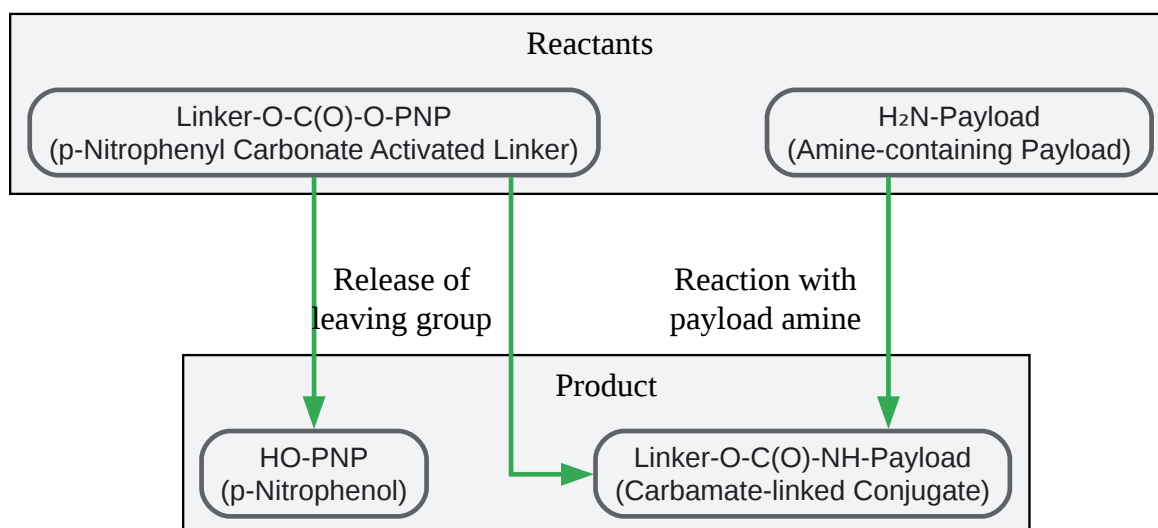 Reactants
Linker-O-C(O)-O-PNP
(p-Nitrophenyl Carbonate Activated Linker)
H₂N-Payload
(Amine-containing Payload)
Release of
leaving group
Reaction with
payload amine
Product
HO-PNP
(p-Nitrophenol)
Linker-O-C(O)-NH-Payload
(Carbamate-linked Conjugate)